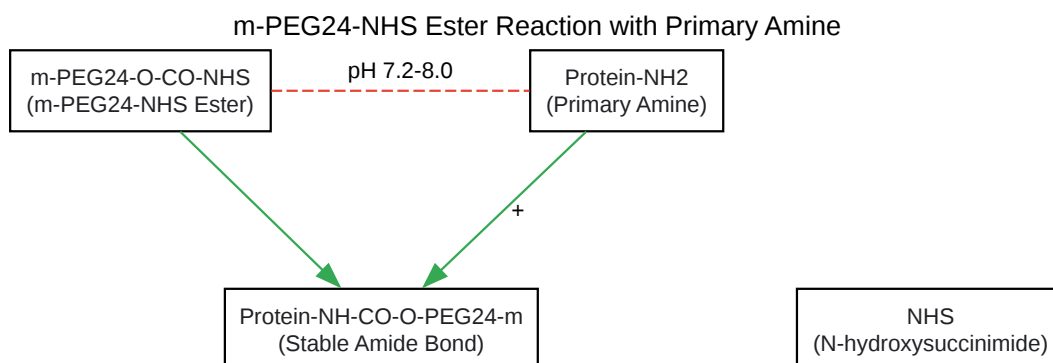 m-PEG24-NHS Ester Reaction with Primary Amine
m-PEG24-O-CO-NHS
(m-PEG24-NHS Ester)
pH 7.2-8.0
Protein-NH2
(Primary Amine)
+
Protein-NH-CO-O-PEG24-m
(Stable Amide Bond)
NHS
(N-hydroxysuccinimide)